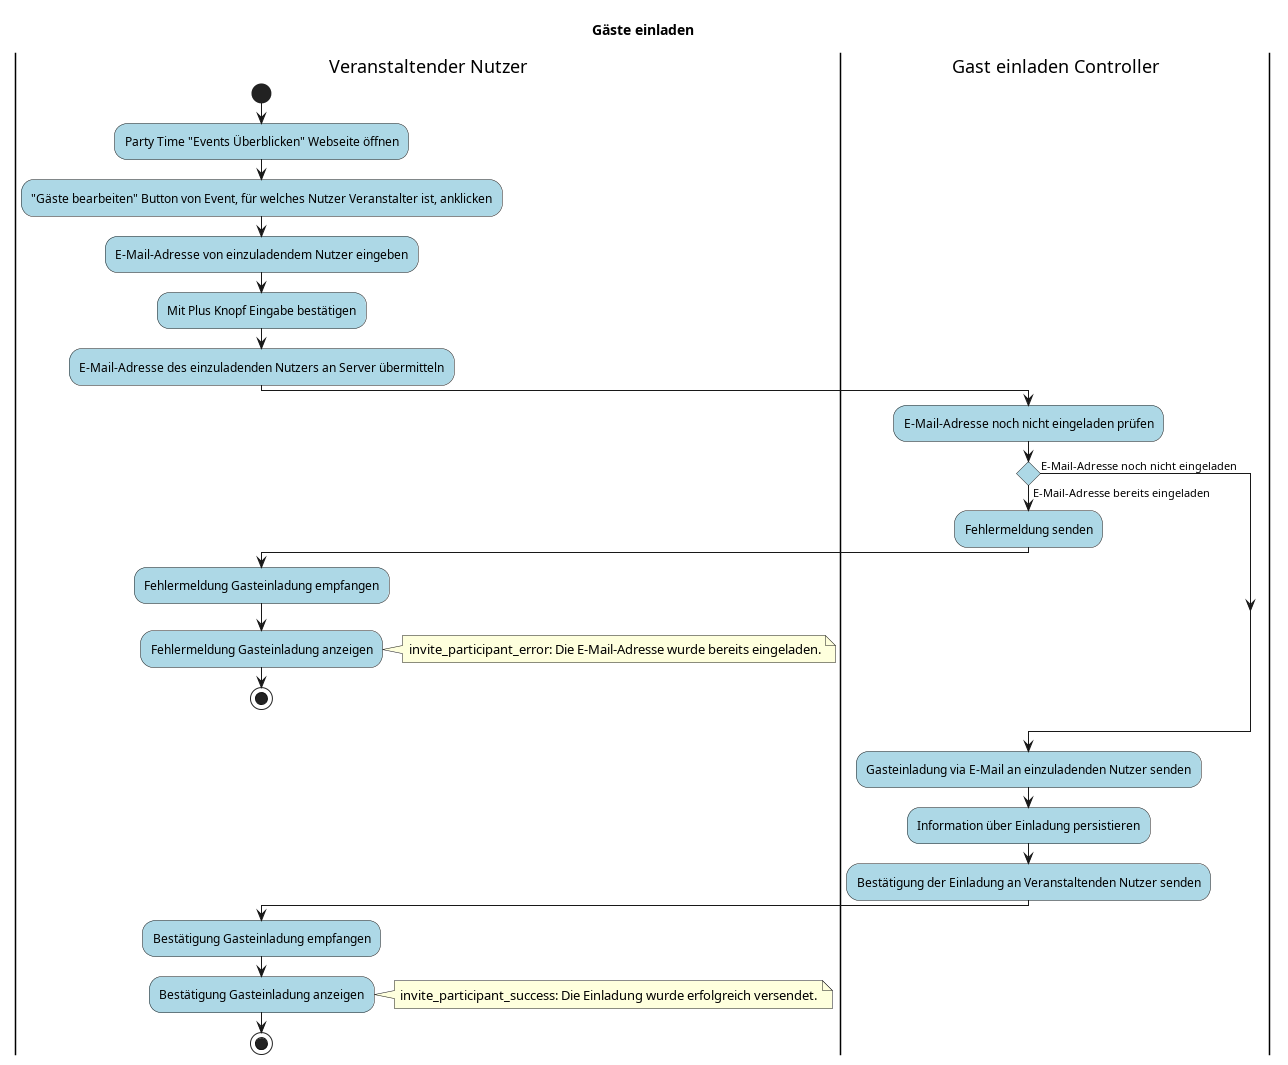 Gäste einladen
Veranstaltender Nutzer
Gast einladen Controller
Party Time "Events Überblicken" Webseite öffnen
"Gäste bearbeiten" Button von Event, für welches Nutzer Veranstalter ist, anklicken
E-Mail-Adresse von einzuladendem Nutzer eingeben
Mit Plus Knopf Eingabe bestätigen
E-Mail-Adresse des einzuladenden Nutzers an Server übermitteln
E-Mail-Adresse noch nicht eingeladen prüfen
E-Mail-Adresse noch nicht eingeladen
E-Mail-Adresse bereits eingeladen
Fehlermeldung senden
Fehlermeldung Gasteinladung empfangen
Fehlermeldung Gasteinladung anzeigen
invite_participant_error: Die E-Mail-Adresse wurde bereits eingeladen.
Gasteinladung via E-Mail an einzuladenden Nutzer senden
Information über Einladung persistieren
Bestätigung der Einladung an Veranstaltenden Nutzer senden
Bestätigung Gasteinladung empfangen
Bestätigung Gasteinladung anzeigen
invite_participant_success: Die Einladung wurde erfolgreich versendet.